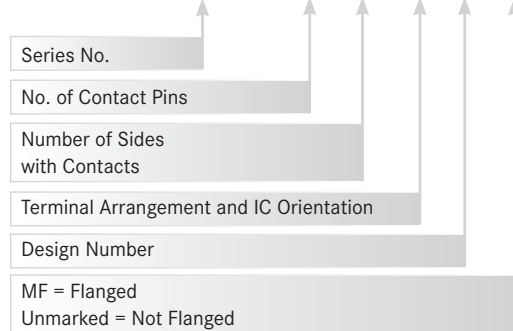 Series No.
No. of Contact Pins
Number of Sides
with Contacts
Terminal Arrangement and IC Orientation
Design Number
MF = Flanged
Unmarked = Not Flanged